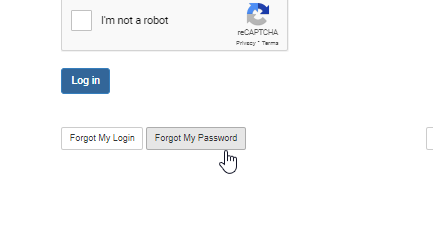 I'm not a robot
reCAPTCHA
Privacy - Terms
Log in
Forgot My Login
Forgot My Password